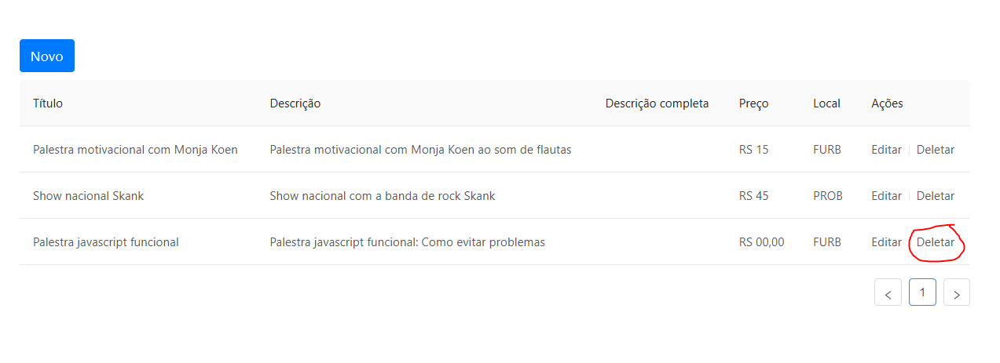 Novo
Título Descrição Descrição completa Preço Local Ações
Palestra motivacional com Monja Koen Palestra motivacional com Monja Koen ao som de flautas RS 15 FURB Editar Deletar
Show nacional Skank Show nacional com a banda de rock Skank RS 45 PROB Editar Deletar
Palestra javascript funcional Palestra javascript funcional: Como evitar problemas RS 00,00 FURB Editar Deletar
< 1 >